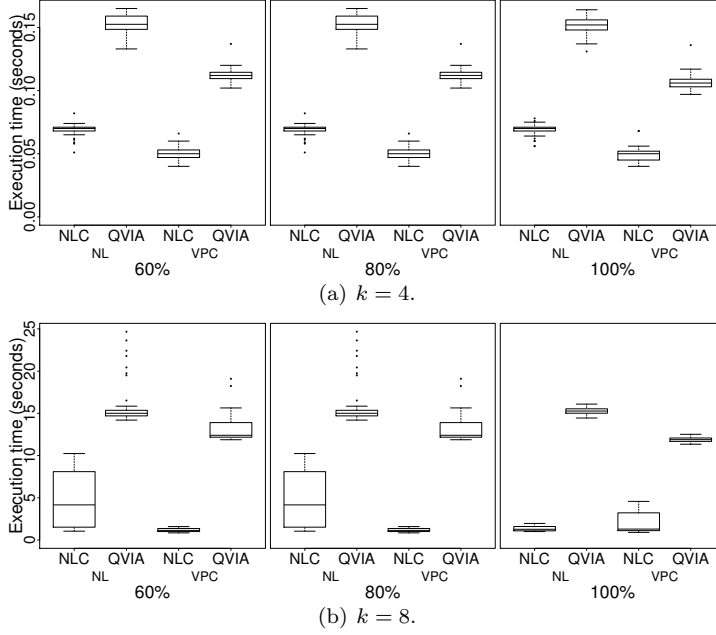 Execution time (seconds)
0.15
0.10
0.05
0.00
NLC QVIA NLC QVIA NLC QVIA NLC QVIA NLC QVIA NLC QVIA
NL VPC NL VPC NL VPC
60% 80% 100%
(a) k = 4.
Execution time (seconds)
25
20
15
10
5
0
NLC QVIA NLC QVIA NLC QVIA NLC QVIA NLC QVIA NLC QVIA
NL VPC NL VPC NL VPC
60% 80% 100%
(b) k = 8.